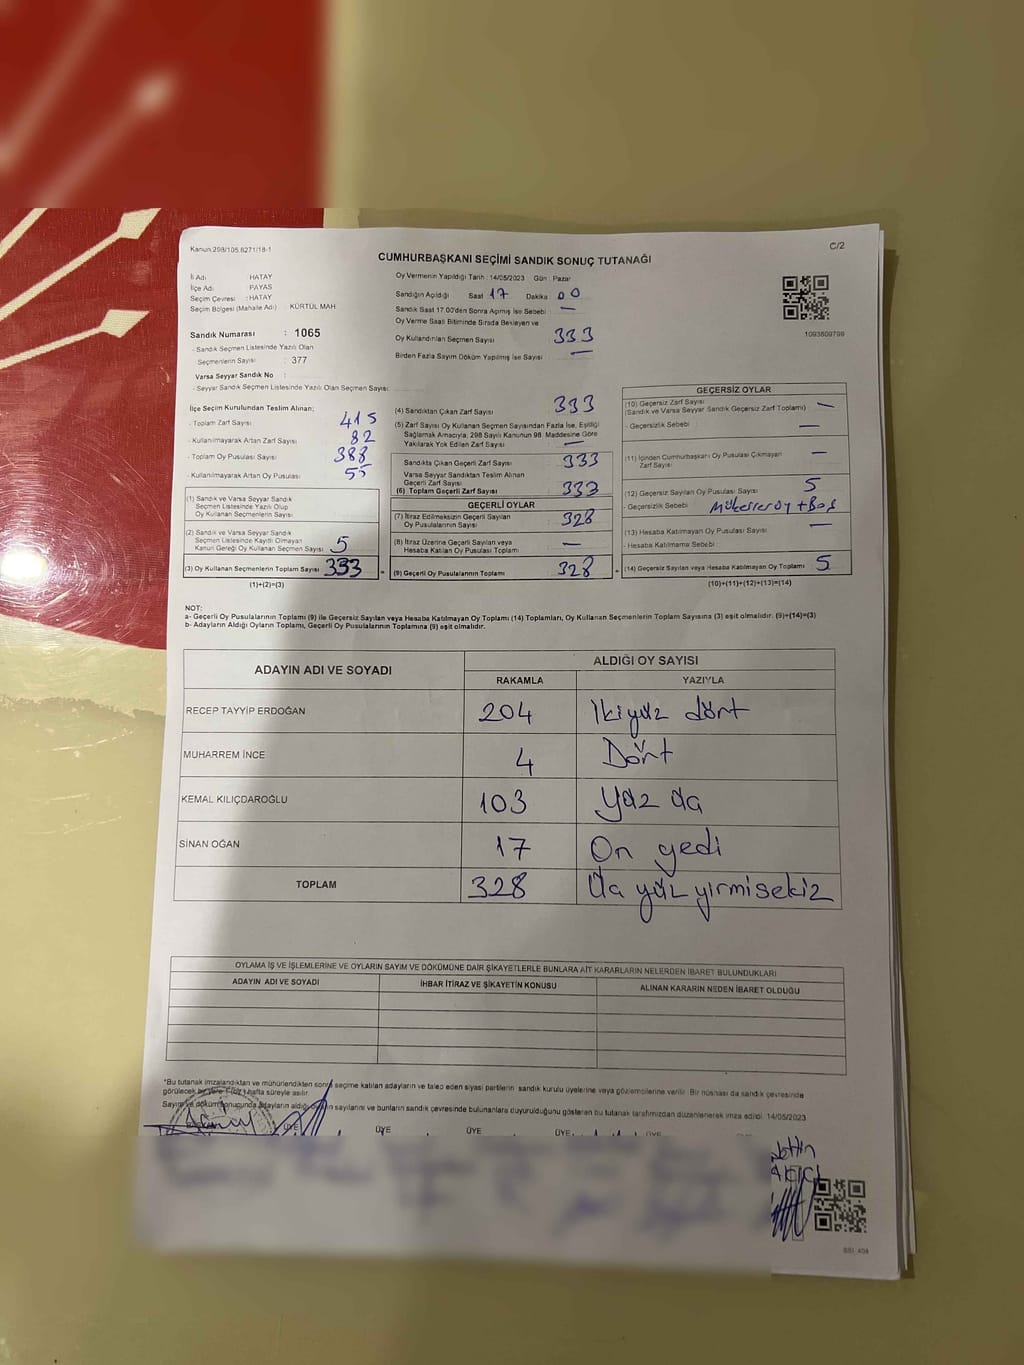 Kanun 298/105,6271/18-1
C/2
CUMHURBAŞKANI SEÇİMİ SANDIK SONUÇ TUTANAĞI
İl Adı : HATAY
İlçe Adı : PAYAS
Seçim Çevresi : HATAY
Seçim Bölgesi (Mahalle Adı) : KÜRTÜL MAH
Sandık Numarası : 1065
- Sandık Seçmen Listesinde Yazılı Olan
Seçmenlerin Sayısı : 377
Varsa Seyyar Sandık No :
- Seyyar Sandık Seçmen Listesinde Yazılı Olan Seçmen Sayısı:
Oy Vermenin Yapıldığı Tarih : 14/05/2023 Gün : Pazar
Sandığın Açıldığı Saat : 17 Dakika : 00
Sandık Saat 17.00'den Sonra Açımış İse Sebebi : —
Oy Verme Saati Bitiminde Sırada Bekleyen ve
Oy Kullandırılan Seçmen Sayısı : 333
Birden Fazla Sayım Döküm Yapılmış İse Sayısı : —
1093809799
İlçe Seçim Kurulundan Teslim Alınan;
- Toplam Zarf Sayısı : 415
- Kullanılmayarak Artan Zarf Sayısı : 82
- Toplam Oy Pusulası Sayısı : 388
- Kullanılmayarak Artan Oy Pusulası : 55
(1) Sandık ve Varsa Seyyar Sandık
Seçmen Listesinde Yazılı Olup
Oy Kullanan Seçmenlerin Sayısı
(2) Sandık ve Varsa Seyyar Sandık
Seçmen Listesinde Kayıtlı Olmayan
Kanun Gereği Oy Kullanan Seçmen Sayısı : 5
(3) Oy Kullanan Seçmenlerin Toplam Sayısı : 333
(1)+(2)=(3)
(4) Sandıktan Çıkan Zarf Sayısı : 333
(5) Zarf Sayısı Oy Kullanan Seçmen Sayısından Fazla İse, Eşitliği
Sağlamak Amacıyla; 298 Sayılı Kanunun 98. Maddesine Göre
Yakılarak Yok Edilen Zarf Sayısı : —
Sandıkta Çıkan Geçerli Zarf Sayısı : 333
Varsa Seyyar Sandıktan Teslim Alınan
Geçerli Zarf Sayısı :
(6) Toplam Geçerli Zarf Sayısı : 333
GEÇERLİ OYLAR
(7) İtiraz Edilmeksizin Geçerli Sayılan
Oy Pusulalarının Sayısı : 328
(8) İtiraz Üzerine Geçerli Sayılan veya
Hesaba Katılan Oy Pusulası Toplamı : —
(9) Geçerli Oy Pusulalarının Toplamı : 328
GEÇERSİZ OYLAR
(10) Geçersiz Zarf Sayısı : —
(Sandık ve Varsa Seyyar Sandık Geçersiz Zarf Toplamı)
- Geçersizlik Sebebi : —
(11) İçinden Cumhurbaşkanı Oy Pusulası Çıkmayan
Zarf Sayısı : —
(12) Geçersiz Sayılan Oy Pusulası Sayısı : 5
- Geçersizlik Sebebi : Mükerrer oy + Boş
(13) Hesaba Katılmayan Oy Pusulası Sayısı : —
- Hesaba Katılmama Sebebi :
(14) Geçersiz Sayılan veya Hesaba Katılmayan Oy Toplamı : 5
(10)+(11)+(12)+(13)=(14)
NOT:
a- Geçerli Oy Pusulalarının Toplamı (9) ile Geçersiz Sayılan veya Hesaba Katılmayan Oy Toplamı (14) Toplamları, Oy Kullanan Seçmenlerin Toplam Sayısına (3) eşit olmalıdır. (9)+(14)=(3)
b- Adayların Aldığı Oyların Toplamı, Geçerli Oy Pusulalarının Toplamına (9) eşit olmalıdır.
ADAYIN ADI VE SOYADI ALDIĞI OY SAYISI
RAKAMLA YAZIYLA
RECEP TAYYİP ERDOĞAN 204 İkiyüz dört
MUHARREM İNCE 4 Dört
KEMAL KILIÇDAROĞLU 103 Yüz üç
SİNAN OĞAN 17 On yedi
TOPLAM 328 Üç yüz yirmisekiz
OYLAMA İŞ VE İŞLEMLERİNE VE OYLARIN SAYIM VE DÖKÜMÜNE DAİR ŞİKAYETLERLE BUNLARA AİT KARARLARIN NELERDEN İBARET BULUNDUKLARI
ADAYIN ADI VE SOYADI İHBAR İTİRAZ VE ŞİKAYETİN KONUSU ALINAN KARARIN NEDEN İBARET OLDUĞU
*Bu tutanak imzalandıktan ve mühürlendikten sonra seçime katılan adayların ve talep eden siyasi partilerin sandık kurulu üyelerine veya gözlemcilerine verilir. Bir nüshası da sandık çevresinde
görülecek bir yere 1 (bir) hafta süreyle asılır.
Sayım ve döküm sonucunda adayların aldığı oyların sayılarını ve bunların sandık çevresinde bulunanlara duyurulduğunu gösteren bu tutanak tarafımızdan düzenlenerek imza edildi. 14/05/2023
ÜYE ÜYE ÜYE ÜYE ÜYE